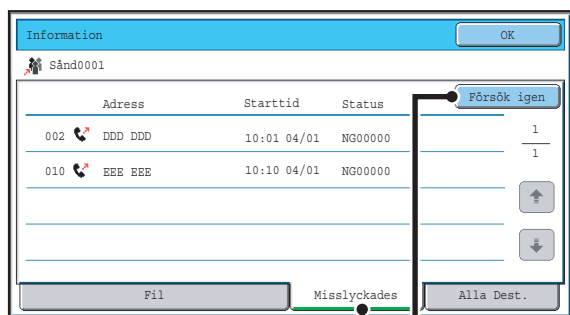 Information OK
Sänd0001
Försök igen
Adress Starttid Status
002 DDD DDD 10:01 04/01 NG00000
1
1
010 EEE EEE 10:10 04/01 NG00000
Fil Misslyckades Alla Dest.